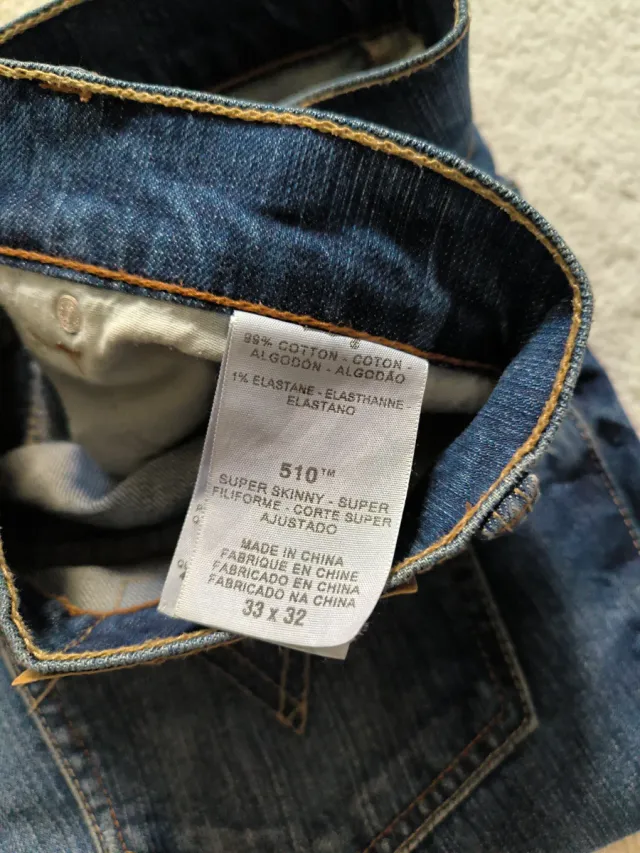 99% COTTON - COTON -
ALGODÓN - ALGODÃO
1% ELASTANE - ELASTHANNE -
ELASTANO
510™
SUPER SKINNY - SUPER
FILIFORME - CORTE SUPER
AJUSTADO
MADE IN CHINA
FABRIQUE EN CHINE
FABRICADO EN CHINA
FABRICADO NA CHINA
33 x 32